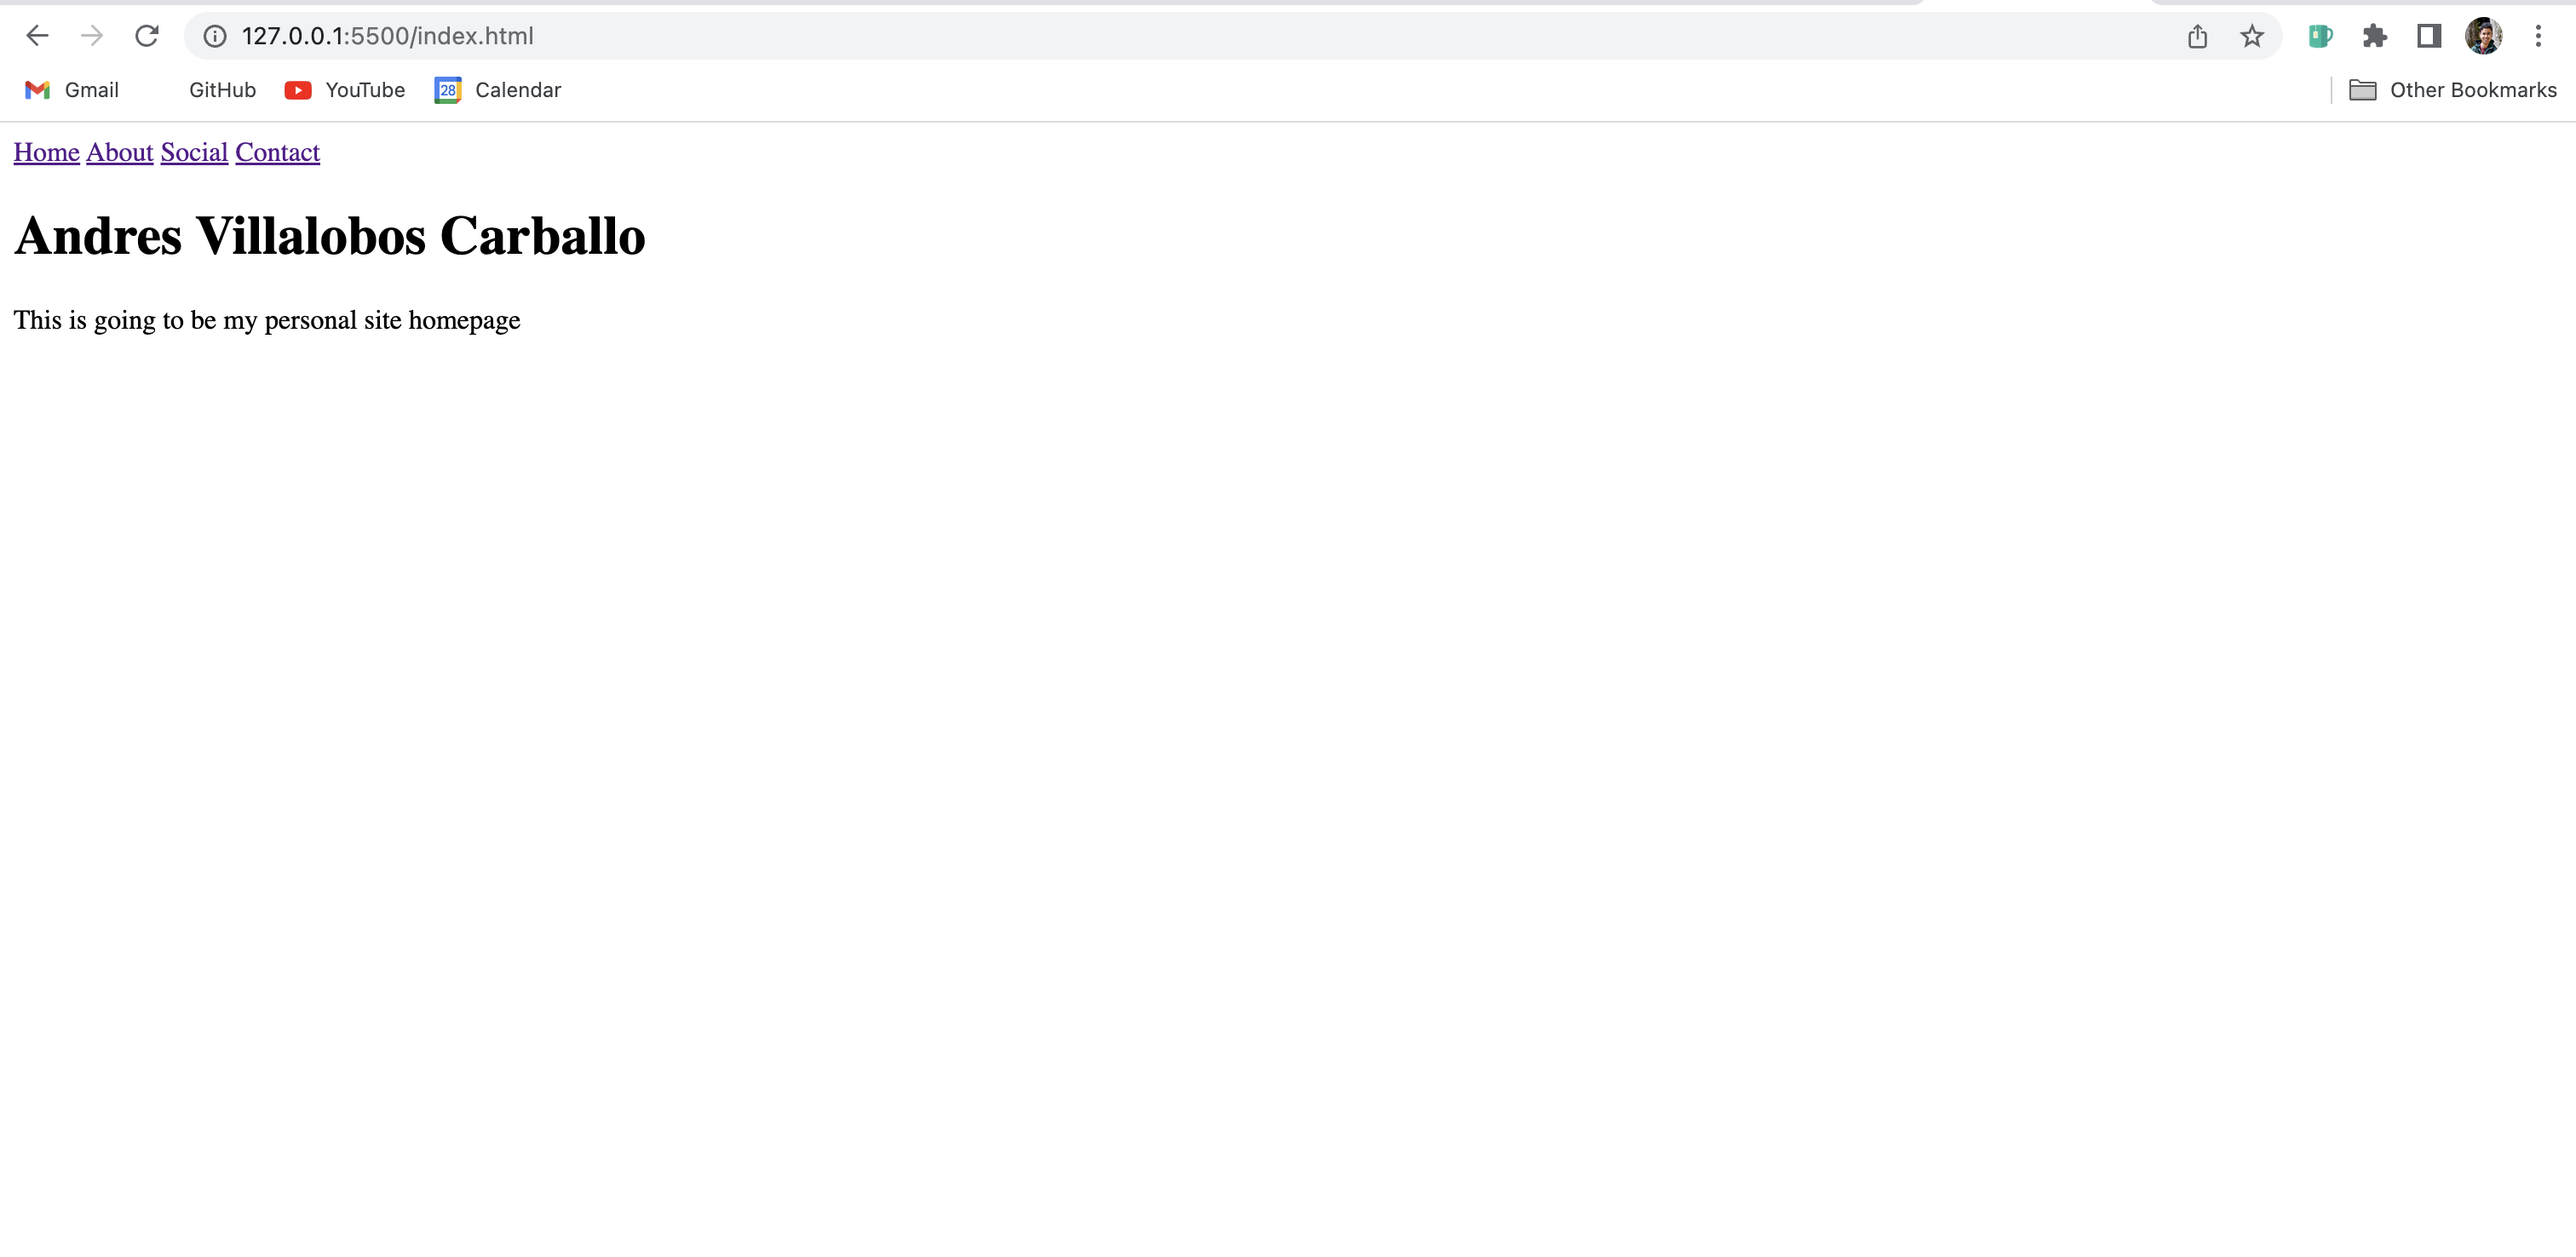 127.0.0.1:5500/index.html
Gmail GitHub YouTube 28 Calendar Other Bookmarks
Home About Social Contact
Andres Villalobos Carballo
This is going to be my personal site homepage